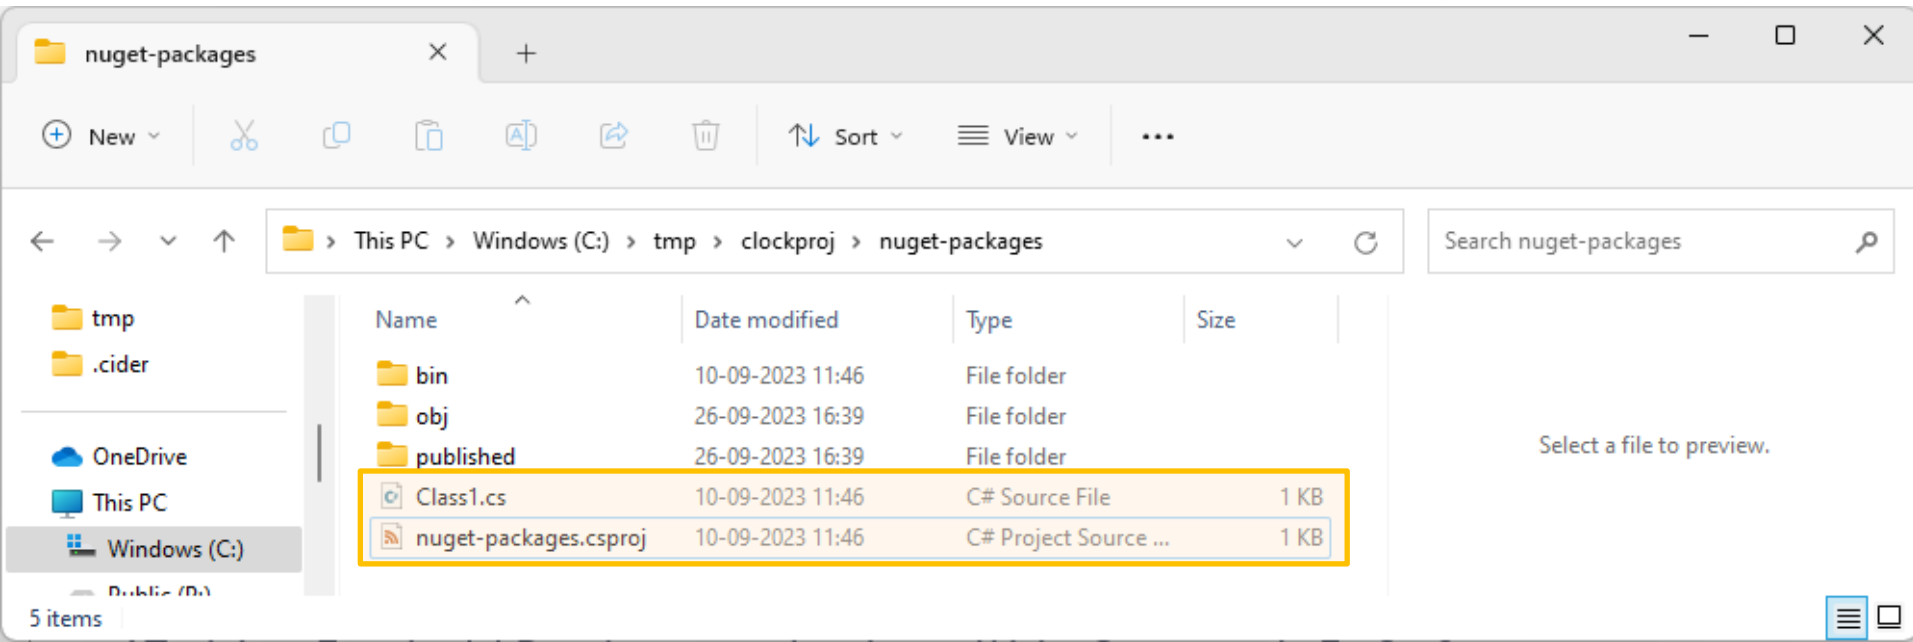 nuget-packages
New
Sort
View
This PC > Windows (C:) > tmp > clockproj > nuget-packages
Search nuget-packages
tmp
.cider
OneDrive
This PC
Windows (C:)
Public (P:)
Name Date modified Type Size
bin 10-09-2023 11:46 File folder
obj 26-09-2023 16:39 File folder
published 26-09-2023 16:39 File folder
Class1.cs 10-09-2023 11:46 C# Source File 1 KB
nuget-packages.csproj 10-09-2023 11:46 C# Project Source ... 1 KB
Select a file to preview.
5 items